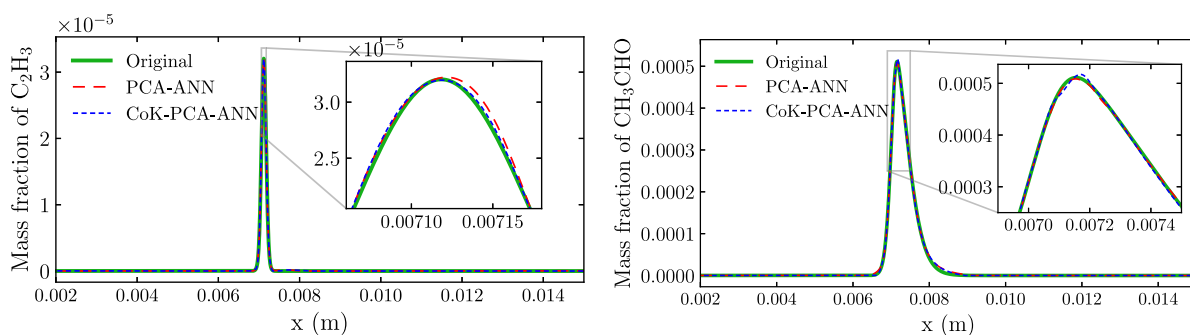 ×10⁻⁵
Mass fraction of C₂H₃
3
2
1
0
Original
PCA-ANN
CoK-PCA-ANN
×10⁻⁵
3.0
2.5
0.00710
0.00715
0.002 0.004 0.006 0.008 0.010 0.012 0.014
x (m)
Mass fraction of CH₃CHO
0.0005
0.0004
0.0003
0.0002
0.0001
0.0000
Original
PCA-ANN
CoK-PCA-ANN
0.0005
0.0004
0.0003
0.0070 0.0072 0.0074
0.002 0.004 0.006 0.008 0.010 0.012 0.014
x (m)